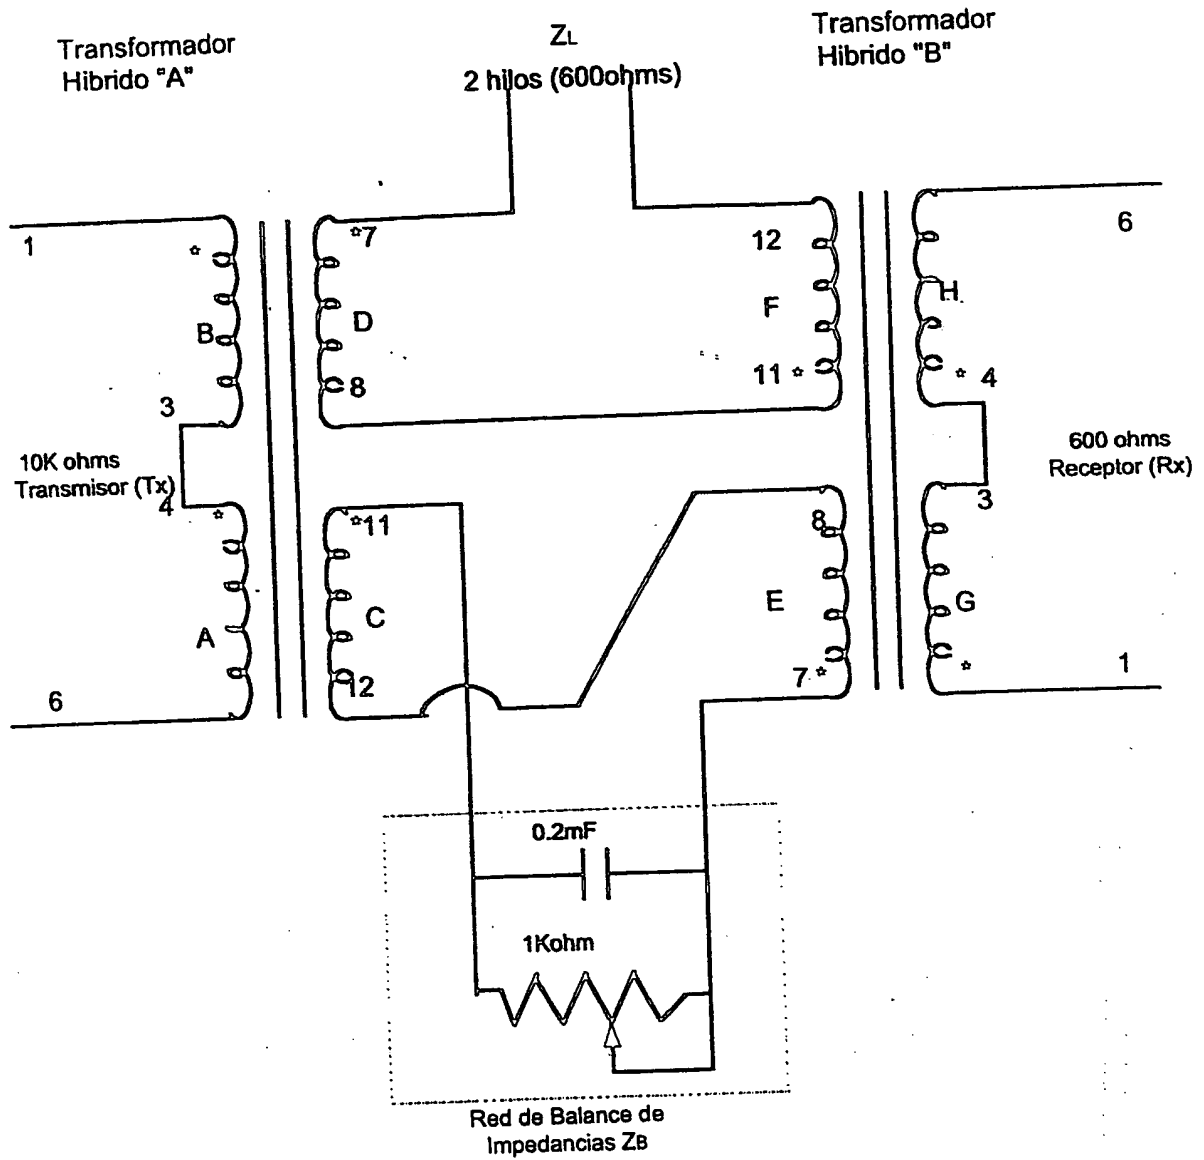 Transformador
Hibrido "A"
ZL
2 hilos (600ohms)
Transformador
Hibrido "B"
1
☆
B
3
☆7
D
8
12
F
11 ☆
H
☆ 4
6
10K ohms
Transmisor (Tx)
4
☆
A
6
☆11
C
12
8
E
7 ☆
3
G
☆
1
600 ohms
Receptor (Rx)
0.2mF
1Kohm
Red de Balance de
Impedancias ZB